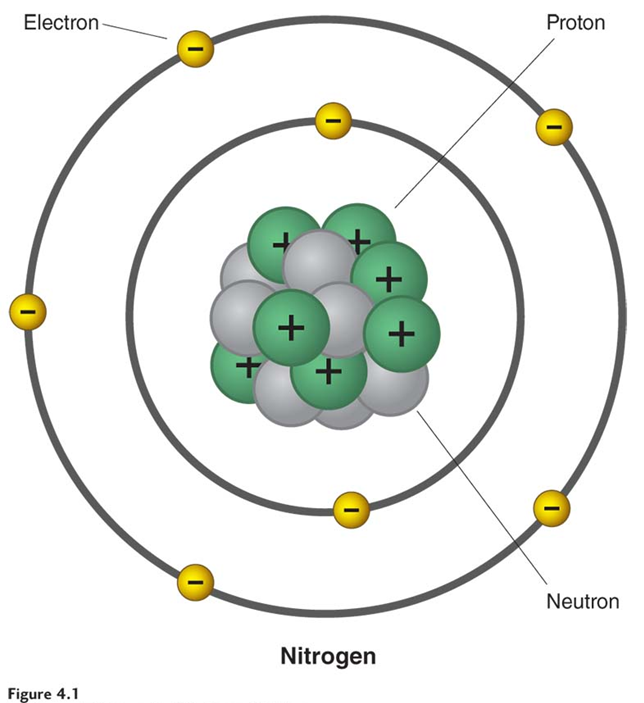 Electron
Proton
−
−
−
+
+
+
−
+
+
+
+
−
−
−
Neutron
Nitrogen
Figure 4.1